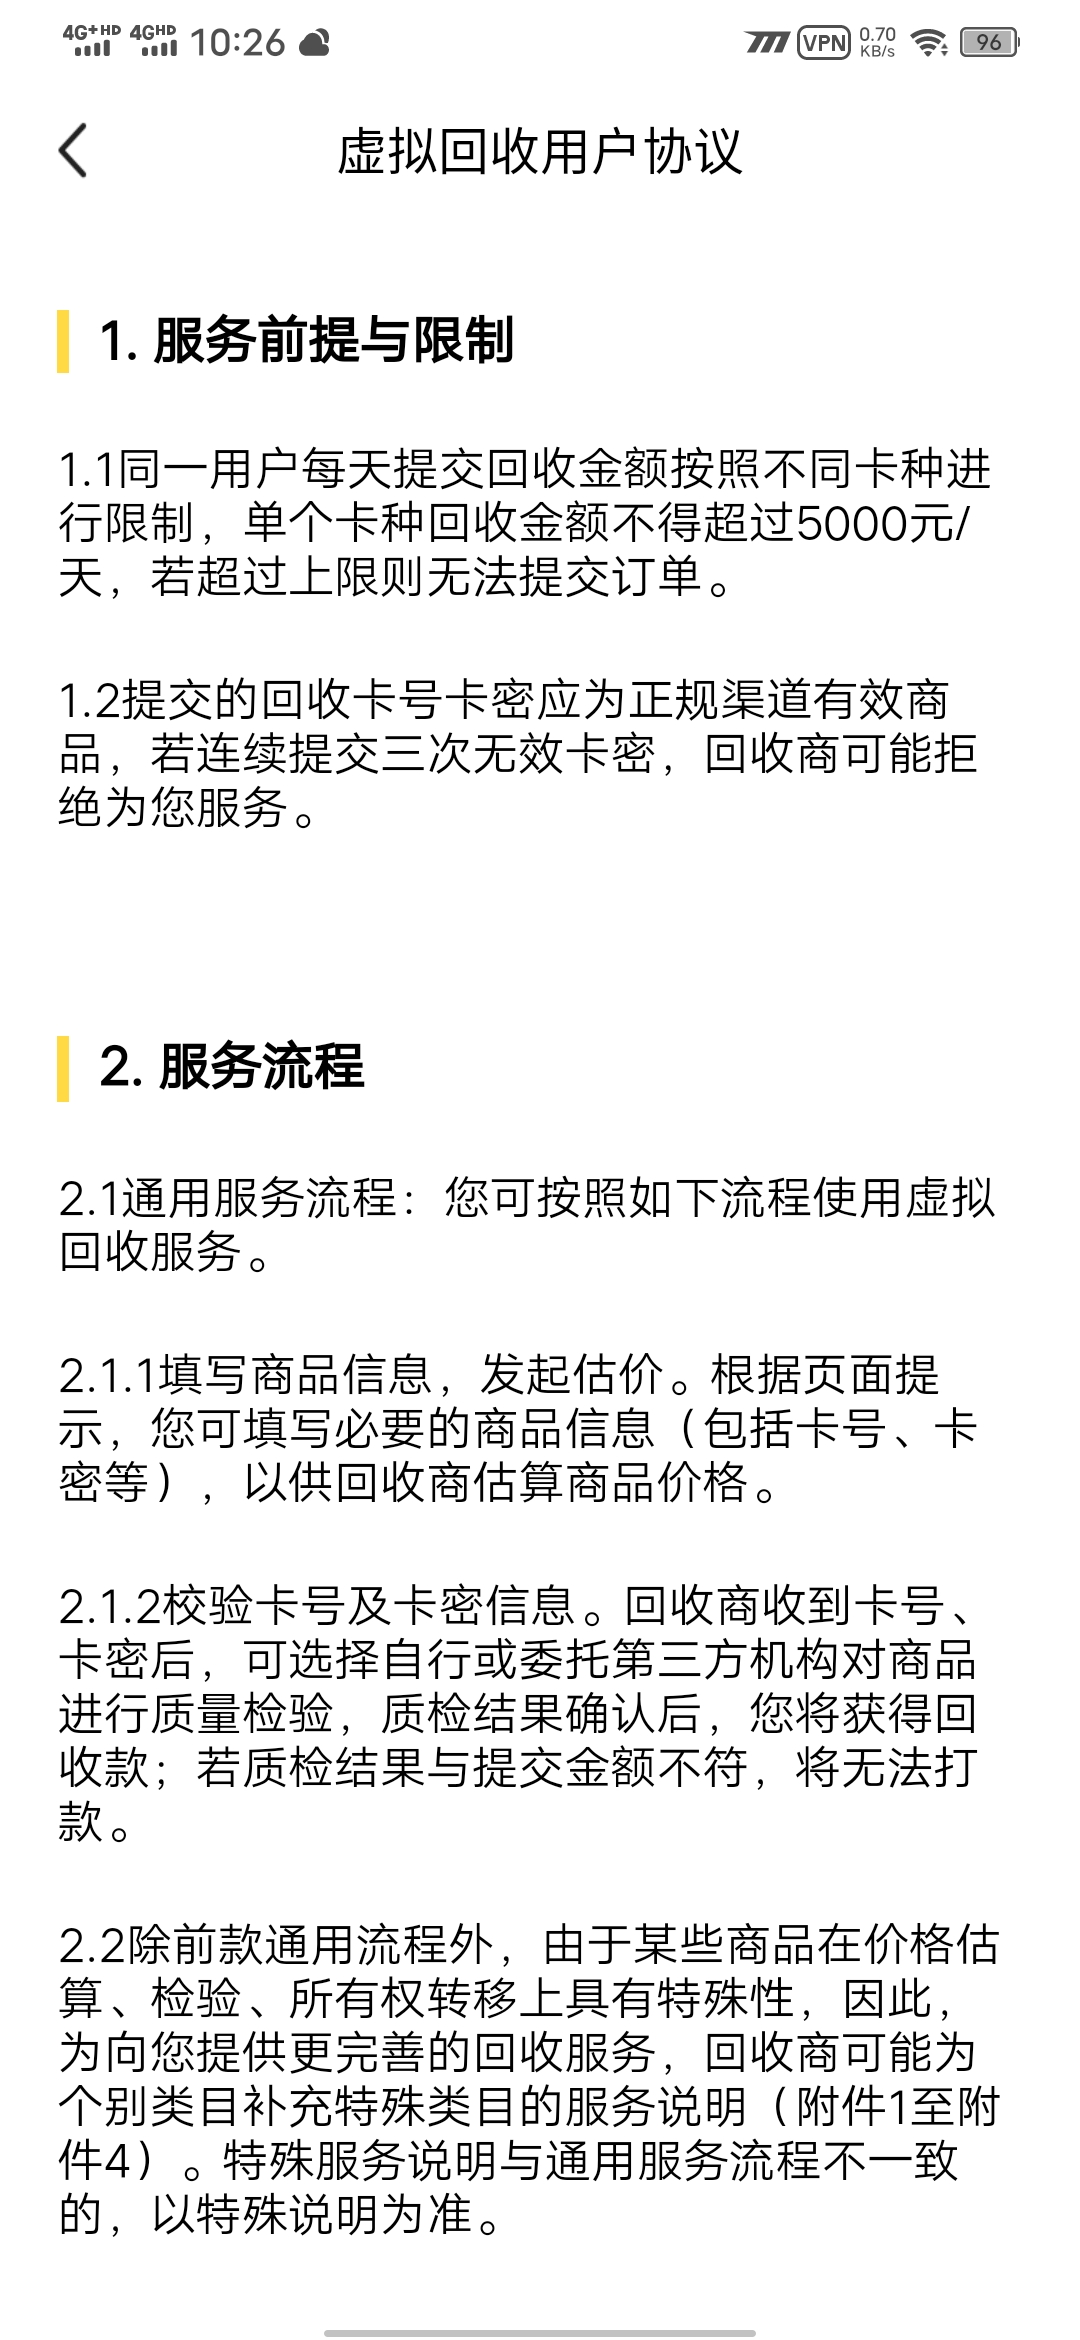 4G+HD 4GHD 10:26 VPN 0.70 KB/s 96
虚拟回收用户协议
1. 服务前提与限制
1.1同一用户每天提交回收金额按照不同卡种进
行限制，单个卡种回收金额不得超过5000元/
天，若超过上限则无法提交订单。
1.2提交的回收卡号卡密应为正规渠道有效商
品，若连续提交三次无效卡密，回收商可能拒
绝为您服务。
2. 服务流程
2.1通用服务流程：您可按照如下流程使用虚拟
回收服务。
2.1.1填写商品信息，发起估价。根据页面提
示，您可填写必要的商品信息（包括卡号、卡
密等），以供回收商估算商品价格。
2.1.2校验卡号及卡密信息。回收商收到卡号、
卡密后，可选择自行或委托第三方机构对商品
进行质量检验，质检结果确认后，您将获得回
收款；若质检结果与提交金额不符，将无法打
款。
2.2除前款通用流程外，由于某些商品在价格估
算、检验、所有权转移上具有特殊性，因此，
为向您提供更完善的回收服务，回收商可能为
个别类目补充特殊类目的服务说明（附件1至附
件4）。特殊服务说明与通用服务流程不一致
的，以特殊说明为准。